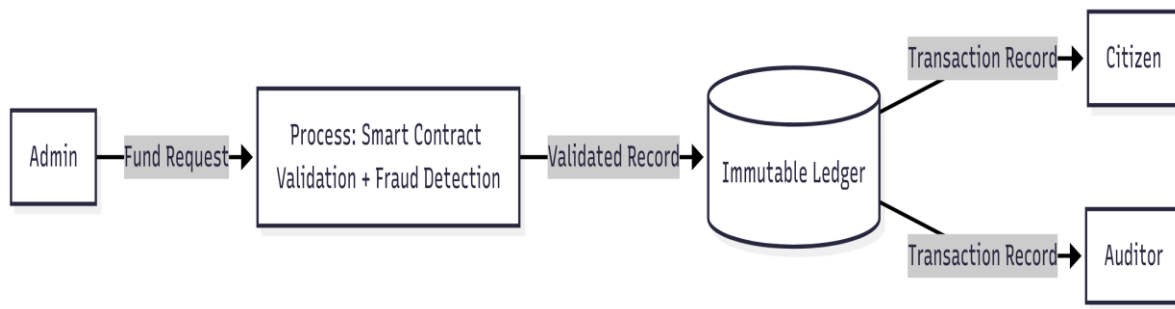 Admin
Fund Request
Process: Smart Contract
Validation + Fraud Detection
Validated Record
Immutable Ledger
Transaction Record
Citizen
Transaction Record
Auditor